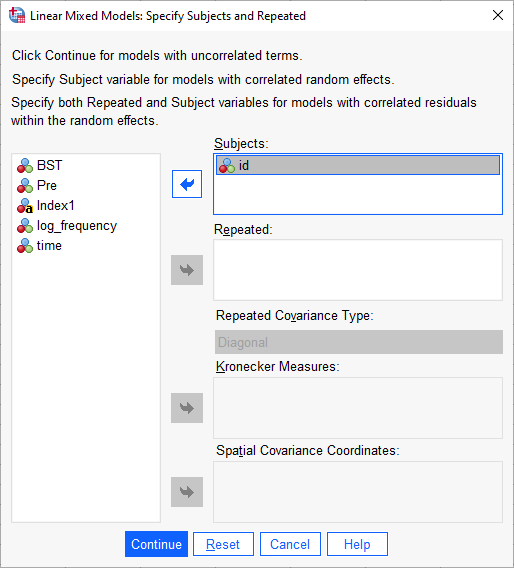 Linear Mixed Models: Specify Subjects and Repeated
Click Continue for models with uncorrelated terms.
Specify Subject variable for models with correlated random effects.
Specify both Repeated and Subject variables for models with correlated residuals
within the random effects.
Subjects:
BST
Pre
Index1
log_frequency
time
id
Repeated:
Repeated Covariance Type:
Diagonal
Kronecker Measures:
Spatial Covariance Coordinates:
Continue
Reset
Cancel
Help